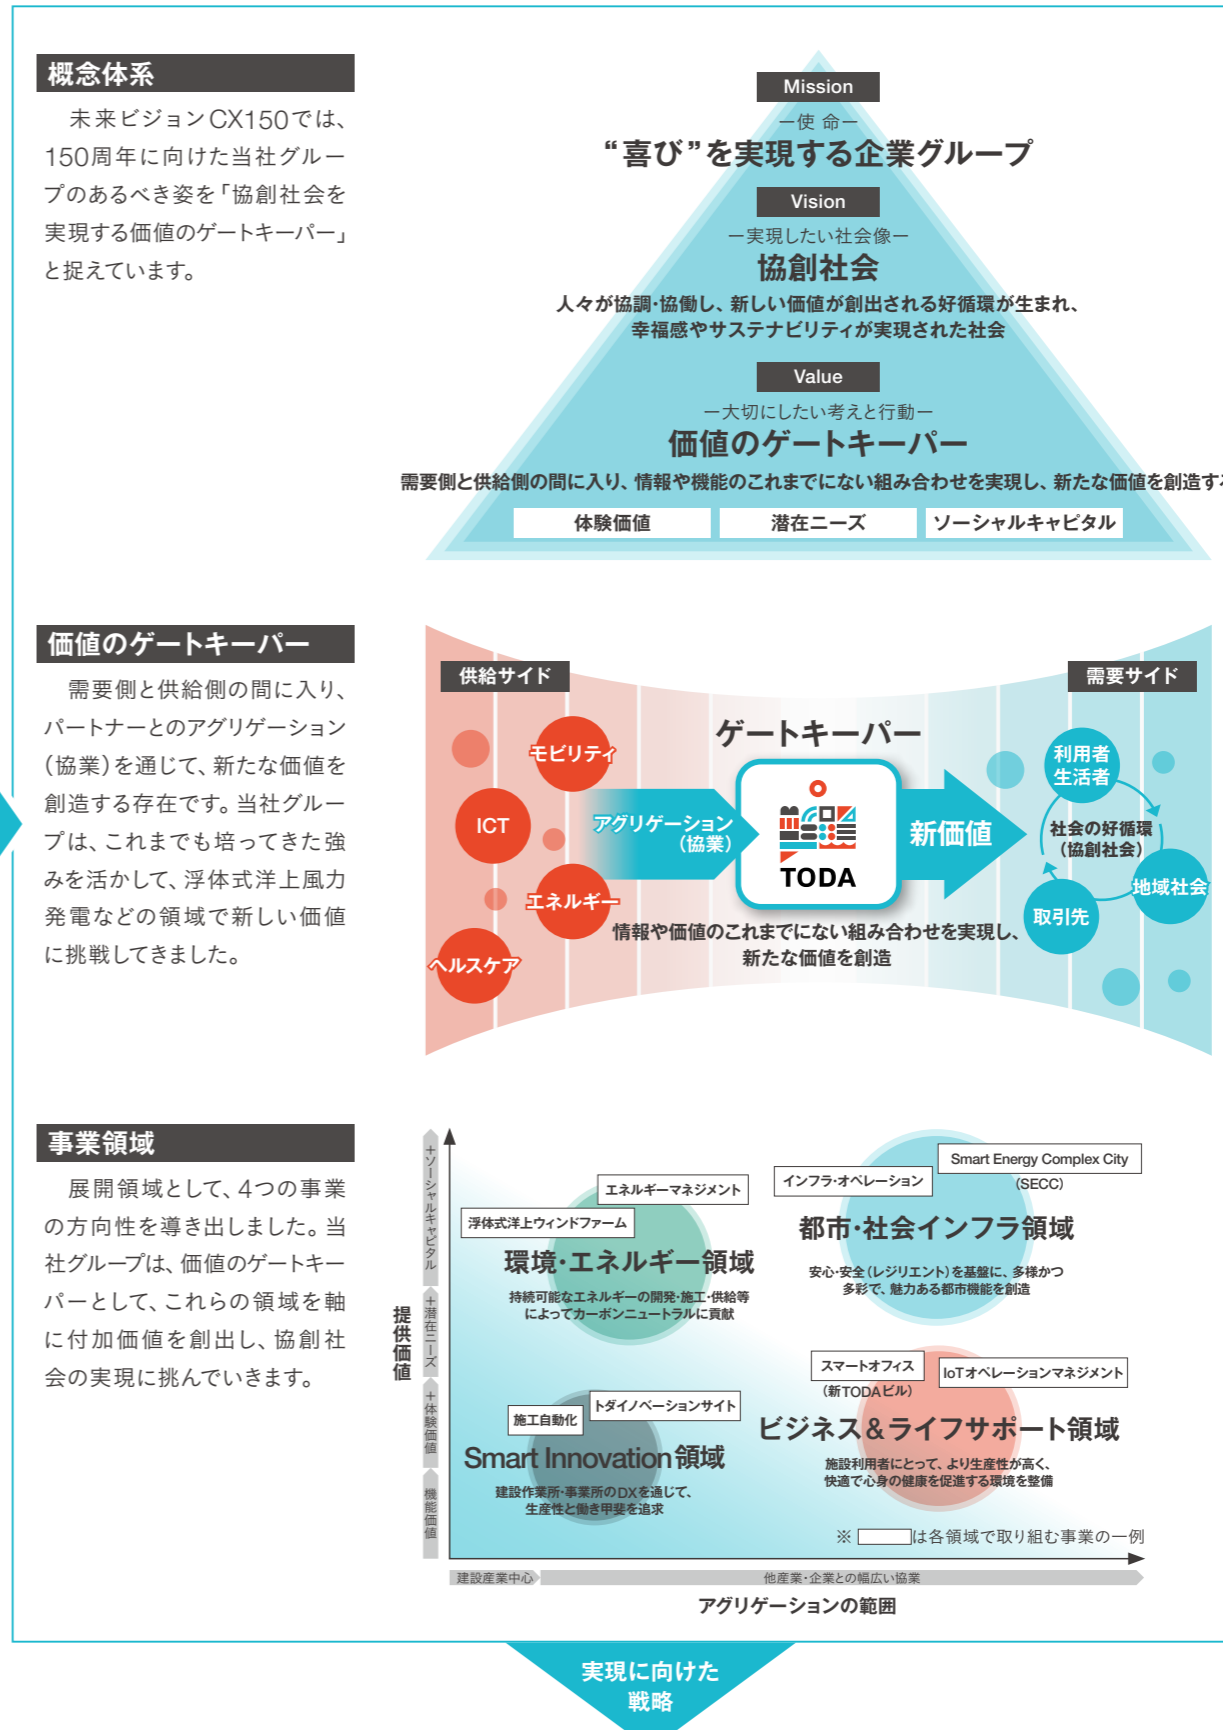 概念体系
未来ビジョンCX150では、
150周年に向けた当社グルー
プのあるべき姿を「協創社会を
実現する価値のゲートキーパー」
と捉えています。
Mission
ー使 命ー
“喜び”を実現する企業グループ
Vision
ー実現したい社会像ー
協創社会
人々が協調・協働し、新しい価値が創出される好循環が生まれ、
幸福感やサステナビリティが実現された社会
Value
ー大切にしたい考えと行動ー
価値のゲートキーパー
需要側と供給側の間に入り、情報や機能のこれまでにない組み合わせを実現し、新たな価値を創造す
体験価値
潜在ニーズ
ソーシャルキャピタル
価値のゲートキーパー
需要側と供給側の間に入り、
パートナーとのアグリゲーション
（協業）を通じて、新たな価値を
創造する存在です。当社グルー
プは、これまでも培ってきた強
みを活かして、浮体式洋上風力
発電などの領域で新しい価値
に挑戦してきました。
供給サイド
需要サイド
モビリティ
ICT
エネルギー
ヘルスケア
アグリゲーション
（協業）
ゲートキーパー
TODA
新価値
利用者
生活者
社会の好循環
（協創社会）
地域社会
取引先
情報や価値のこれまでにない組み合わせを実現し、
新たな価値を創造
事業領域
展開領域として、4つの事業
の方向性を導き出しました。当
社グループは、価値のゲートキー
パーとして、これらの領域を軸
に付加価値を創出し、協創社
会の実現に挑んでいきます。
提供価値
＋ソーシャルキャピタル
＋潜在ニーズ
＋体験価値
機能価値
エネルギーマネジメント
浮体式洋上ウィンドファーム
環境・エネルギー領域
持続可能なエネルギーの開発・施工・供給等
によってカーボンニュートラルに貢献
Smart Energy Complex City
（SECC）
インフラ・オペレーション
都市・社会インフラ領域
安心・安全（レジリエント）を基盤に、多様かつ
多彩で、魅力ある都市機能を創造
トダイノベーションサイト
施工自動化
Smart Innovation領域
建設作業所・事業所のDXを通じて、
生産性と働き甲斐を追求
スマートオフィス
（新TODAビル）
IoTオペレーションマネジメント
ビジネス＆ライフサポート領域
施設利用者にとって、より生産性が高く、
快適で心身の健康を促進する環境を整備
※ は各領域で取り組む事業の一例
建設産業中心
他産業・企業との幅広い協業
アグリゲーションの範囲
実現に向けた
戦略